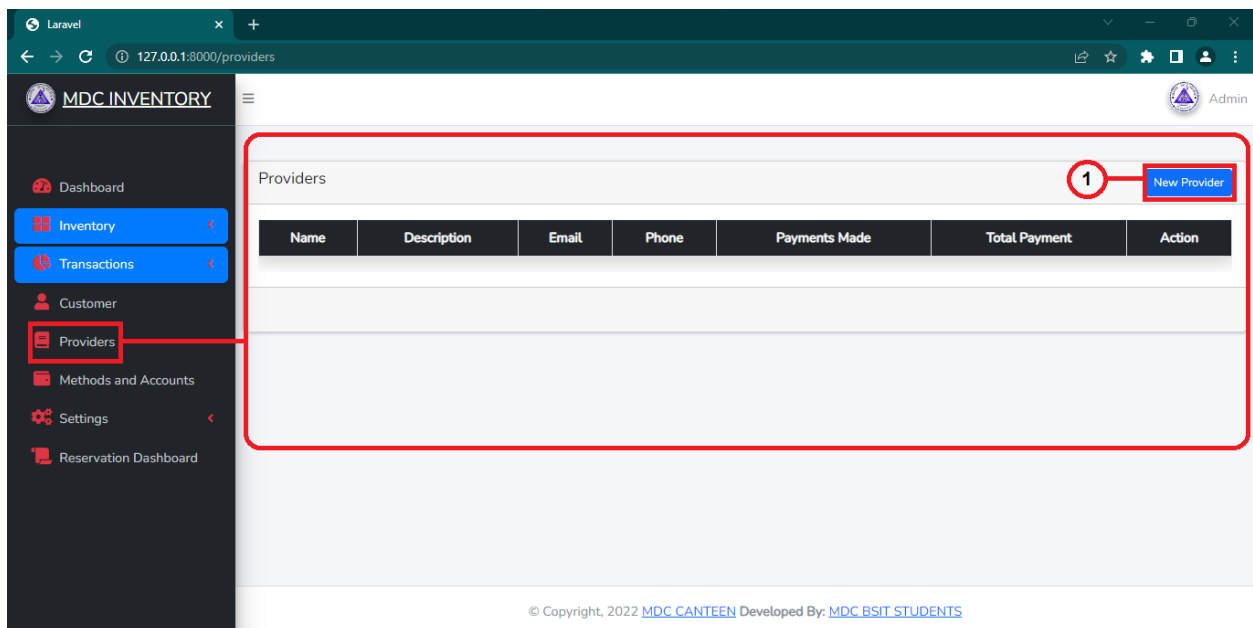 Laravel
127.0.0.1:8000/providers
MDC INVENTORY
Admin
Dashboard
Inventory
Transactions
Customer
Providers
Methods and Accounts
Settings
Reservation Dashboard
Providers
1
New Provider
Name Description Email Phone Payments Made Total Payment Action
© Copyright, 2022 MDC CANTEEN Developed By: MDC BSIT STUDENTS